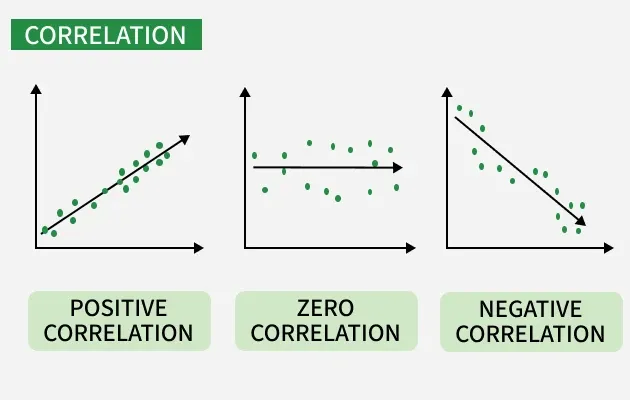 CORRELATION
POSITIVE
CORRELATION
ZERO
CORRELATION
NEGATIVE
CORRELATION